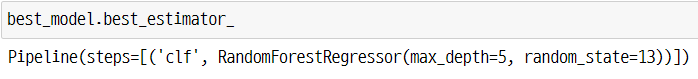 best_model.best_estimator_
Pipeline(steps=[('clf', RandomForestRegressor(max_depth=5, random_state=13))])